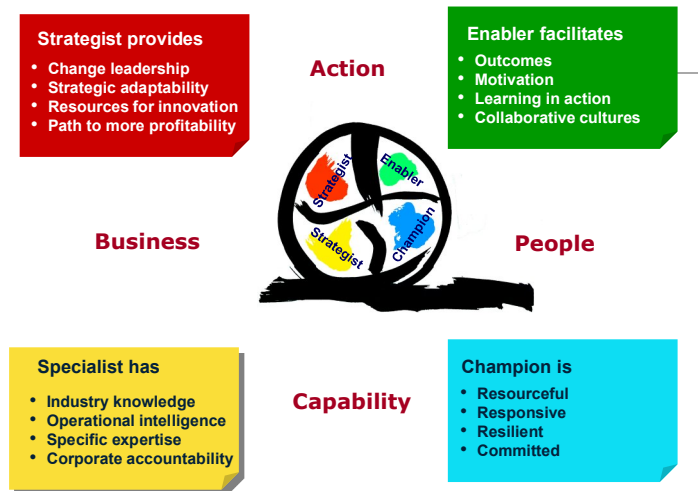 Strategist provides
• Change leadership
• Strategic adaptability
• Resources for innovation
• Path to more profitability
Action
Enabler facilitates
• Outcomes
• Motivation
• Learning in action
• Collaborative cultures
Strategist
Enabler
Strategist
Champion
Business
People
Specialist has
• Industry knowledge
• Operational intelligence
• Specific expertise
• Corporate accountability
Capability
Champion is
• Resourceful
• Responsive
• Resilient
• Committed